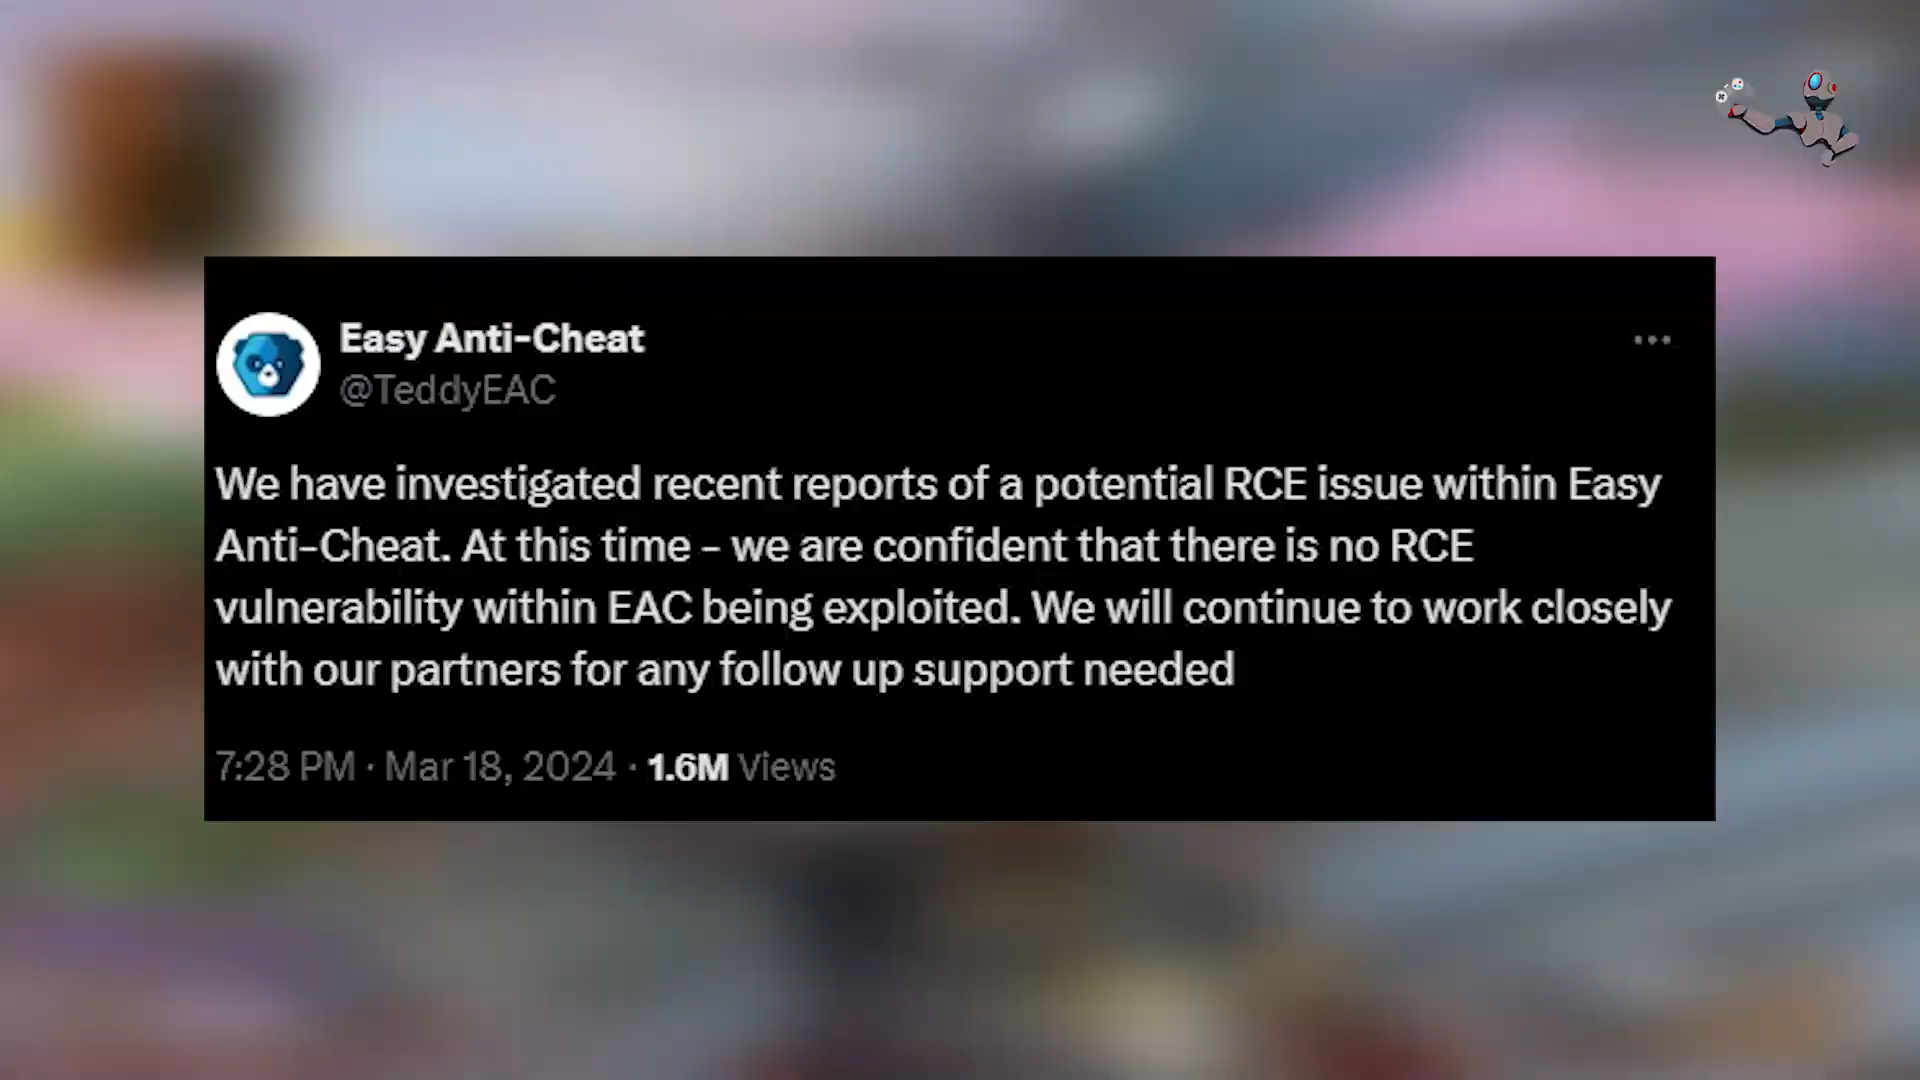 Easy Anti-Cheat
@TeddyEAC
We have investigated recent reports of a potential RCE issue within Easy
Anti-Cheat. At this time – we are confident that there is no RCE
vulnerability within EAC being exploited. We will continue to work closely
with our partners for any follow up support needed
7:28 PM · Mar 18, 2024 · 1.6M Views